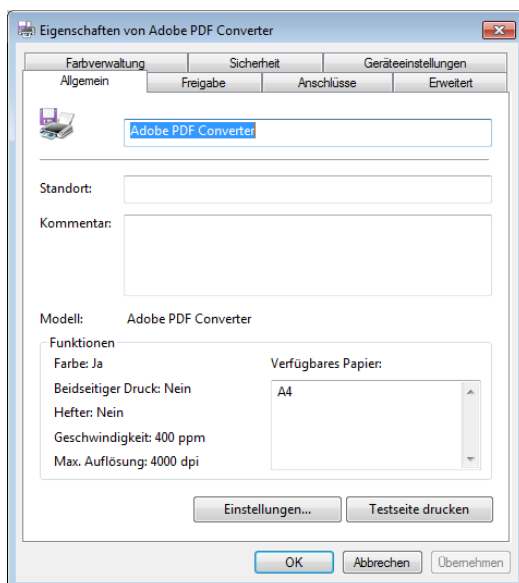 Eigenschaften von Adobe PDF Converter
Farbverwaltung Sicherheit Geräteeinstellungen
Allgemein Freigabe Anschlüsse Erweitert
Adobe PDF Converter
Standort:
Kommentar:
Modell: Adobe PDF Converter
Funktionen
Farbe: Ja Verfügbares Papier:
Beidseitiger Druck: Nein A4
Hefter: Nein
Geschwindigkeit: 400 ppm
Max. Auflösung: 4000 dpi
Einstellungen... Testseite drucken
OK Abbrechen Übernehmen